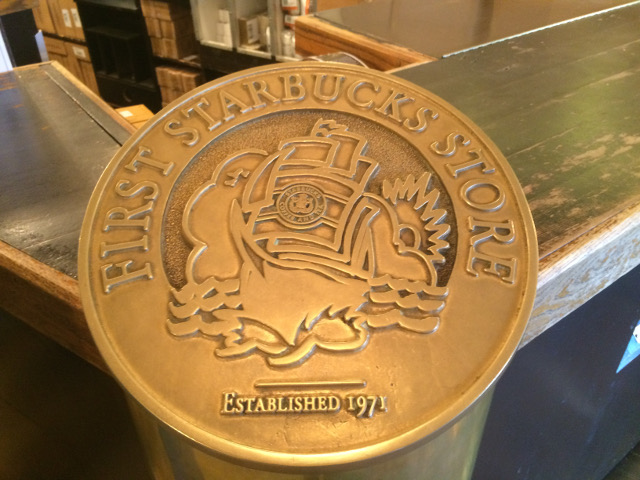 FIRST STARBUCKS STORE
ESTABLISHED 1971